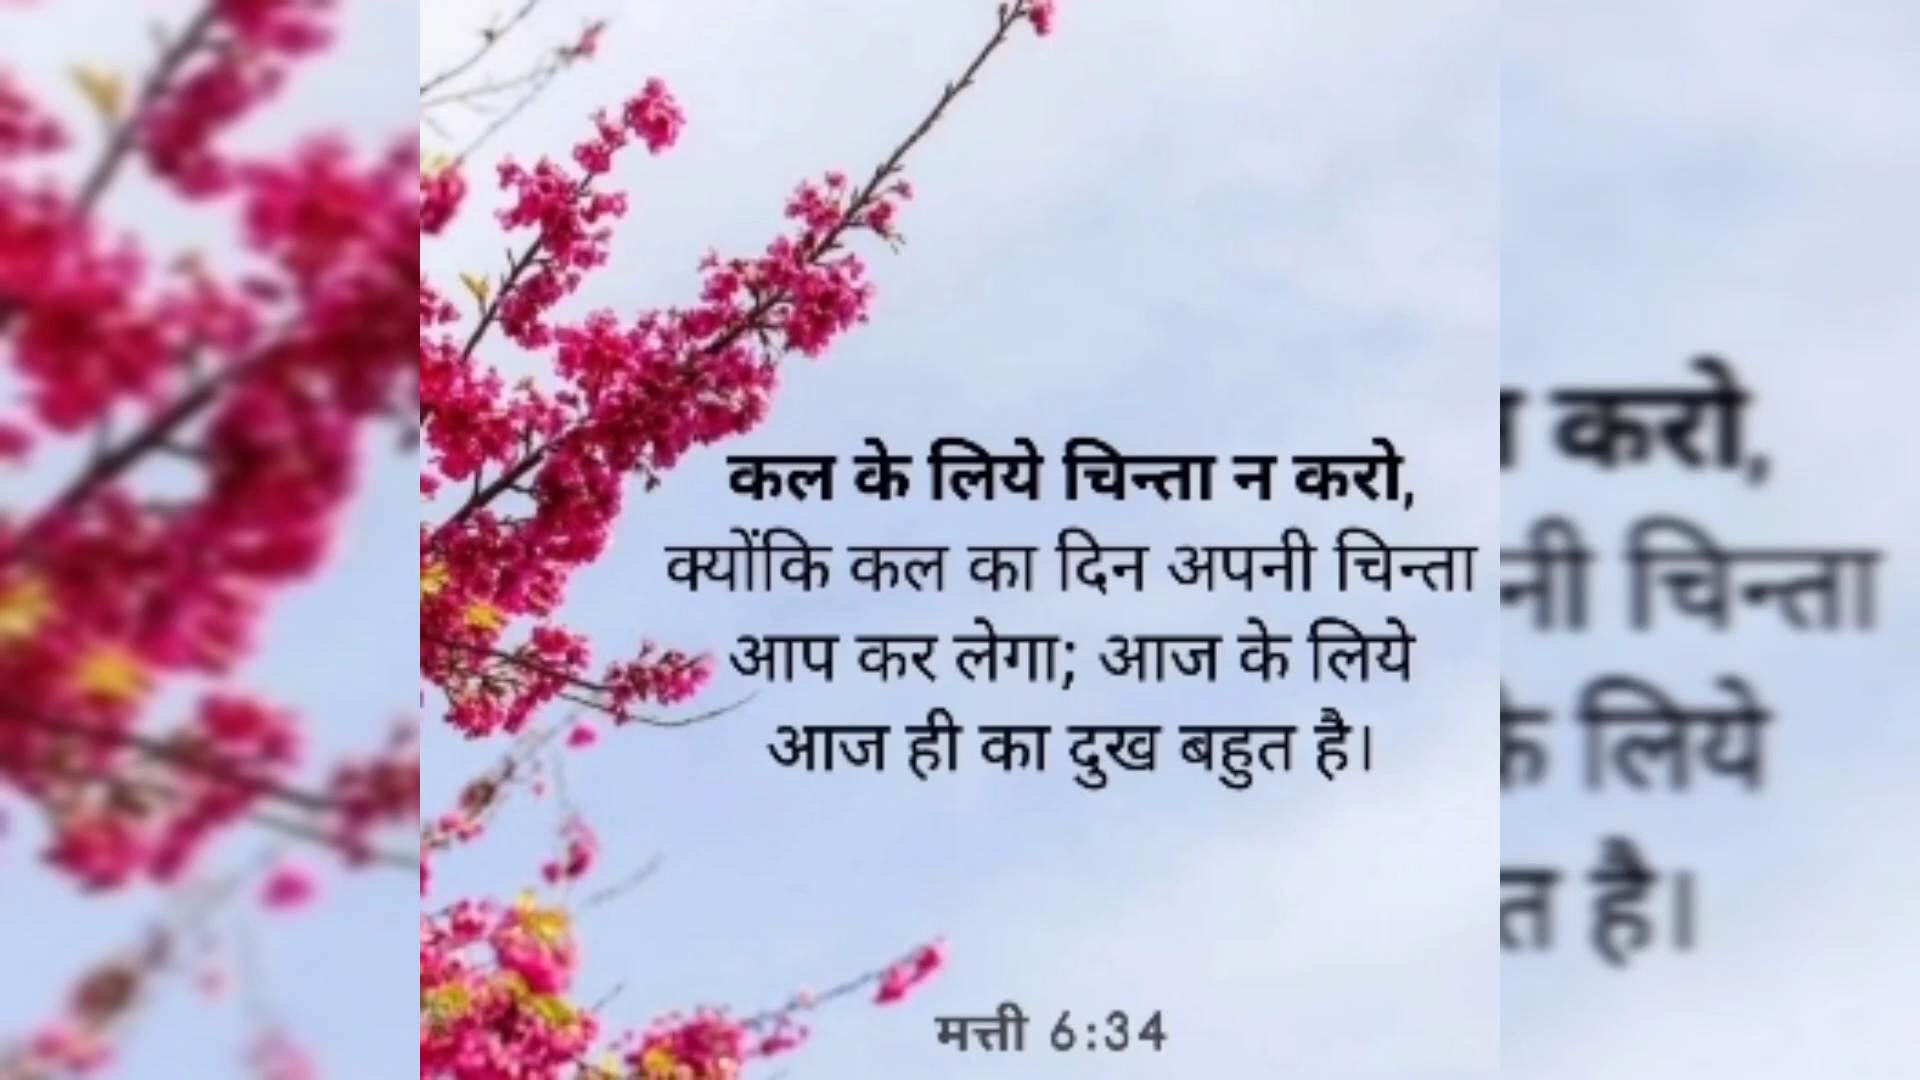 कल के लिये चिन्ता न करो,
क्योंकि कल का दिन अपनी चिन्ता
आप कर लेगा; आज के लिये
आज ही का दुख बहुत है।
मत्ती 6:34